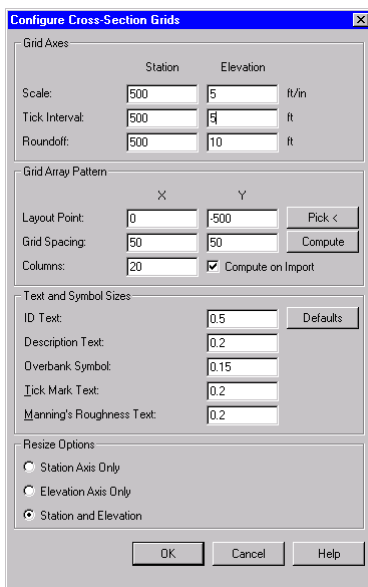 Configure Cross-Section Grids
Grid Axes
Station Elevation
Scale: 500 5 ft/in
Tick Interval: 500 5 ft
Roundoff: 500 10 ft
Grid Array Pattern
X Y
Layout Point: 0 -500 Pick <
Grid Spacing: 50 50 Compute
Columns: 20 Compute on Import
Text and Symbol Sizes
ID Text: 0.5 Defaults
Description Text: 0.2
Overbank Symbol: 0.15
Tick Mark Text: 0.2
Manning's Roughness Text: 0.2
Resize Options
Station Axis Only
Elevation Axis Only
Station and Elevation
OK Cancel Help